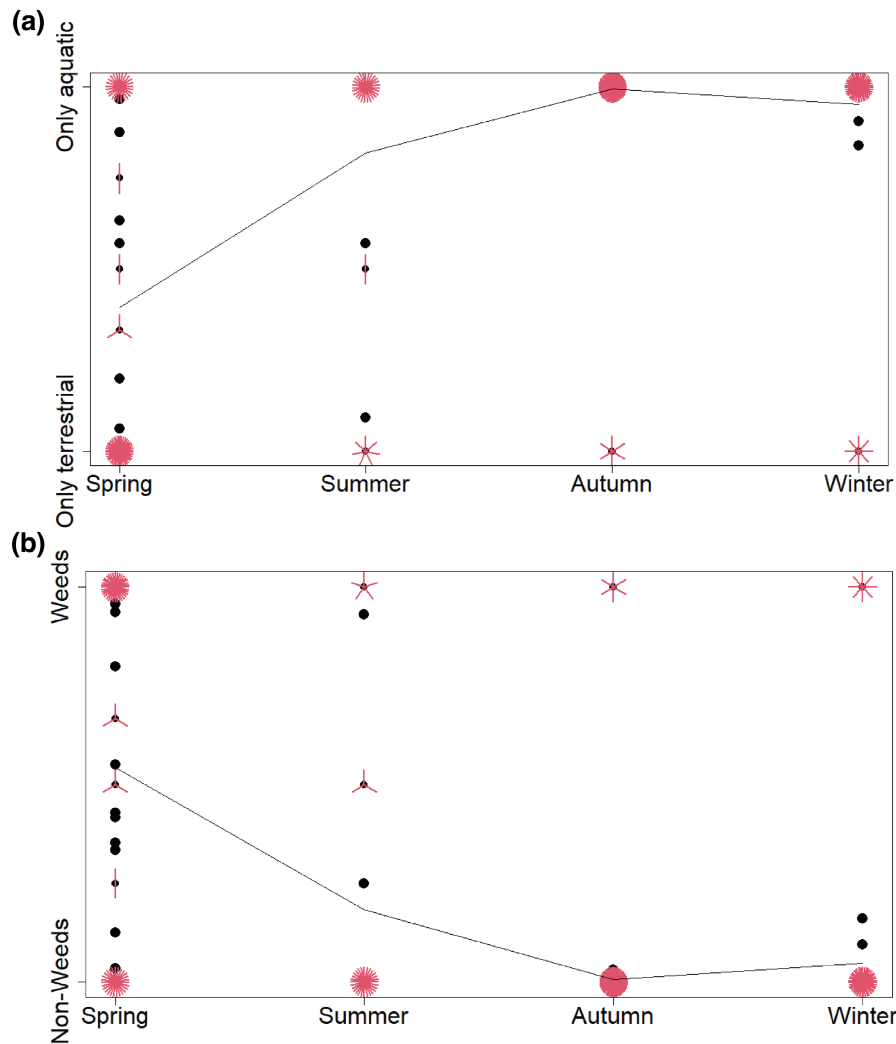 (a)
Only aquatic
Only terrestrial
Spring Summer Autumn Winter
(b)
Weeds
Non-Weeds
Spring Summer Autumn Winter